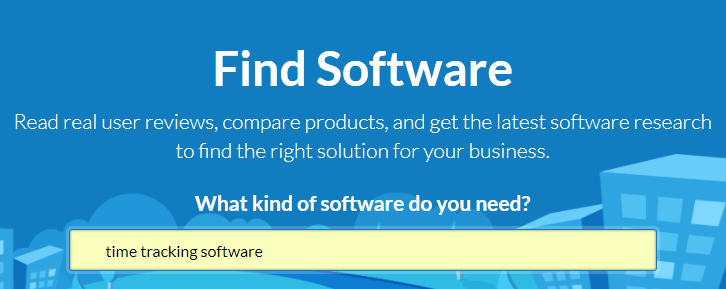 Find Software
Read real user reviews, compare products, and get the latest software research
to find the right solution for your business.
What kind of software do you need?
time tracking software